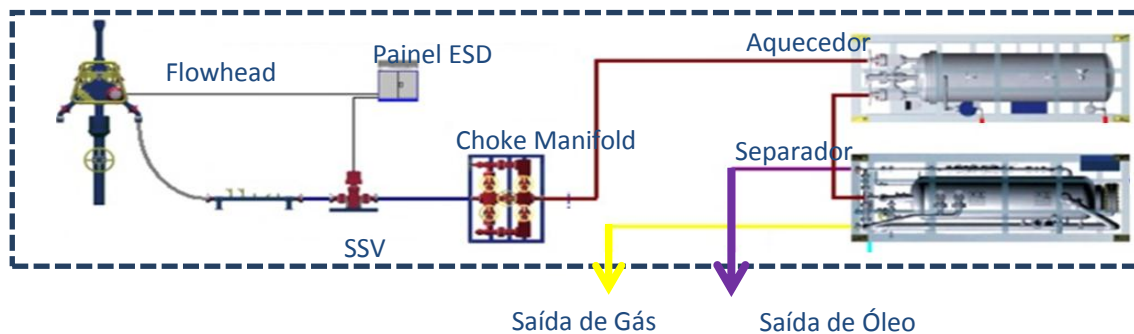 Painel ESD
Aquecedor
Flowhead
Choke Manifold
Separador
SSV
Saída de Gás
Saída de Óleo